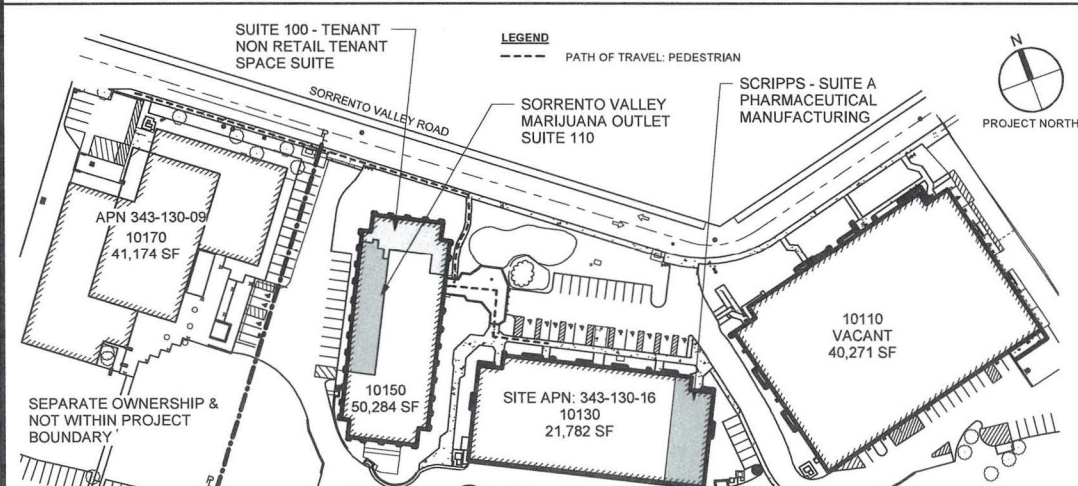 SUITE 100 - TENANT
NON RETAIL TENANT
SPACE SUITE
LEGEND
PATH OF TRAVEL: PEDESTRIAN
SORRENTO VALLEY
MARIJUANA OUTLET
SUITE 110
SCRIPPS - SUITE A
PHARMACEUTICAL
MANUFACTURING
N
PROJECT NORTH
SORRENTO VALLEY ROAD
APN 343-130-09
10170
41,174 SF
10150
50,284 SF
SITE APN: 343-130-16
10130
21,782 SF
10110
VACANT
40,271 SF
SEPARATE OWNERSHIP &
NOT WITHIN PROJECT
BOUNDARY